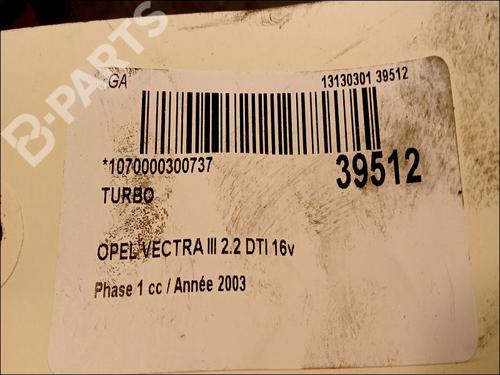 B-PARTS
GA
13130301 39512
*1070000300737
39512
TURBO
OPEL VECTRA III 2.2 DTI 16v
Phase 1 cc / Année 2003